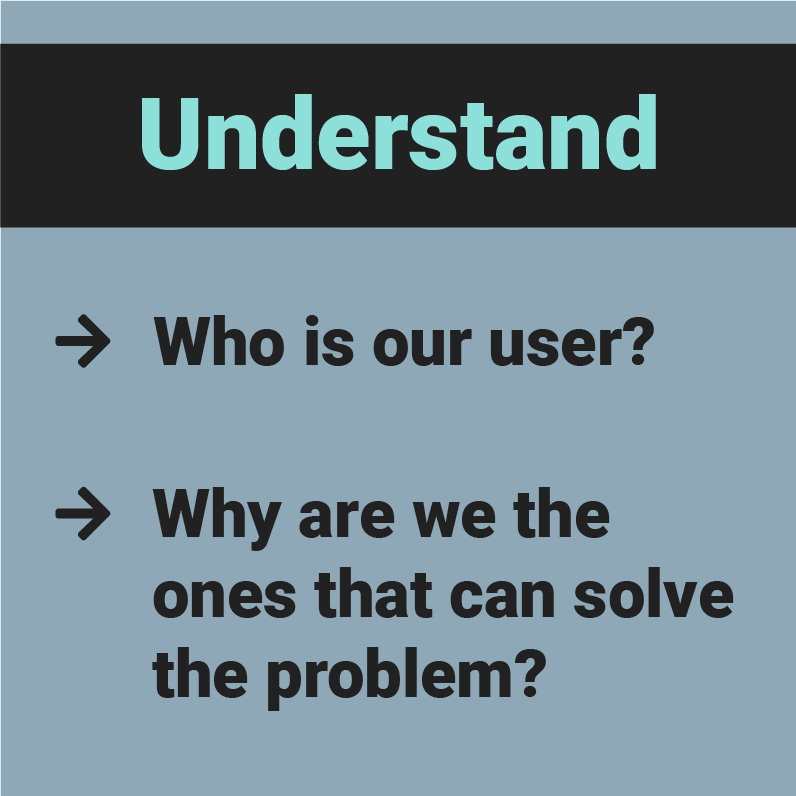 Understand
→ Who is our user?
→ Why are we the
ones that can solve
the problem?